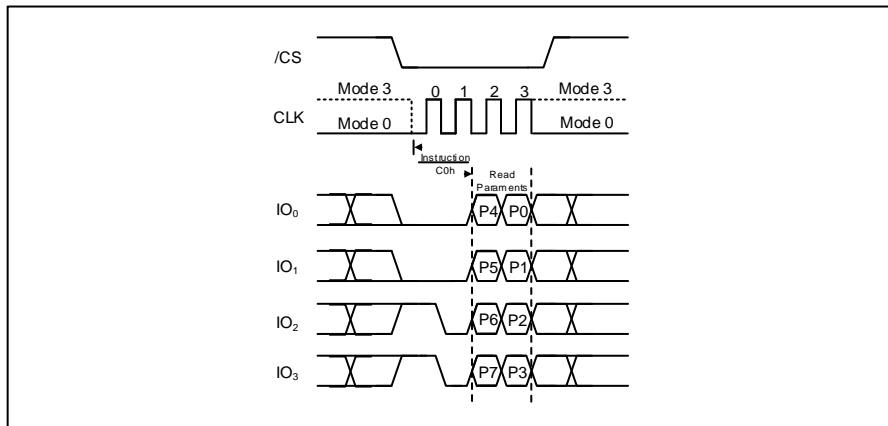 /CS
Mode 3 0 1 2 3 Mode 3
CLK
Mode 0 Mode 0
Instruction
C0h
Read
Paraments
IO0 P4 P0
IO1 P5 P1
IO2 P6 P2
IO3 P7 P3